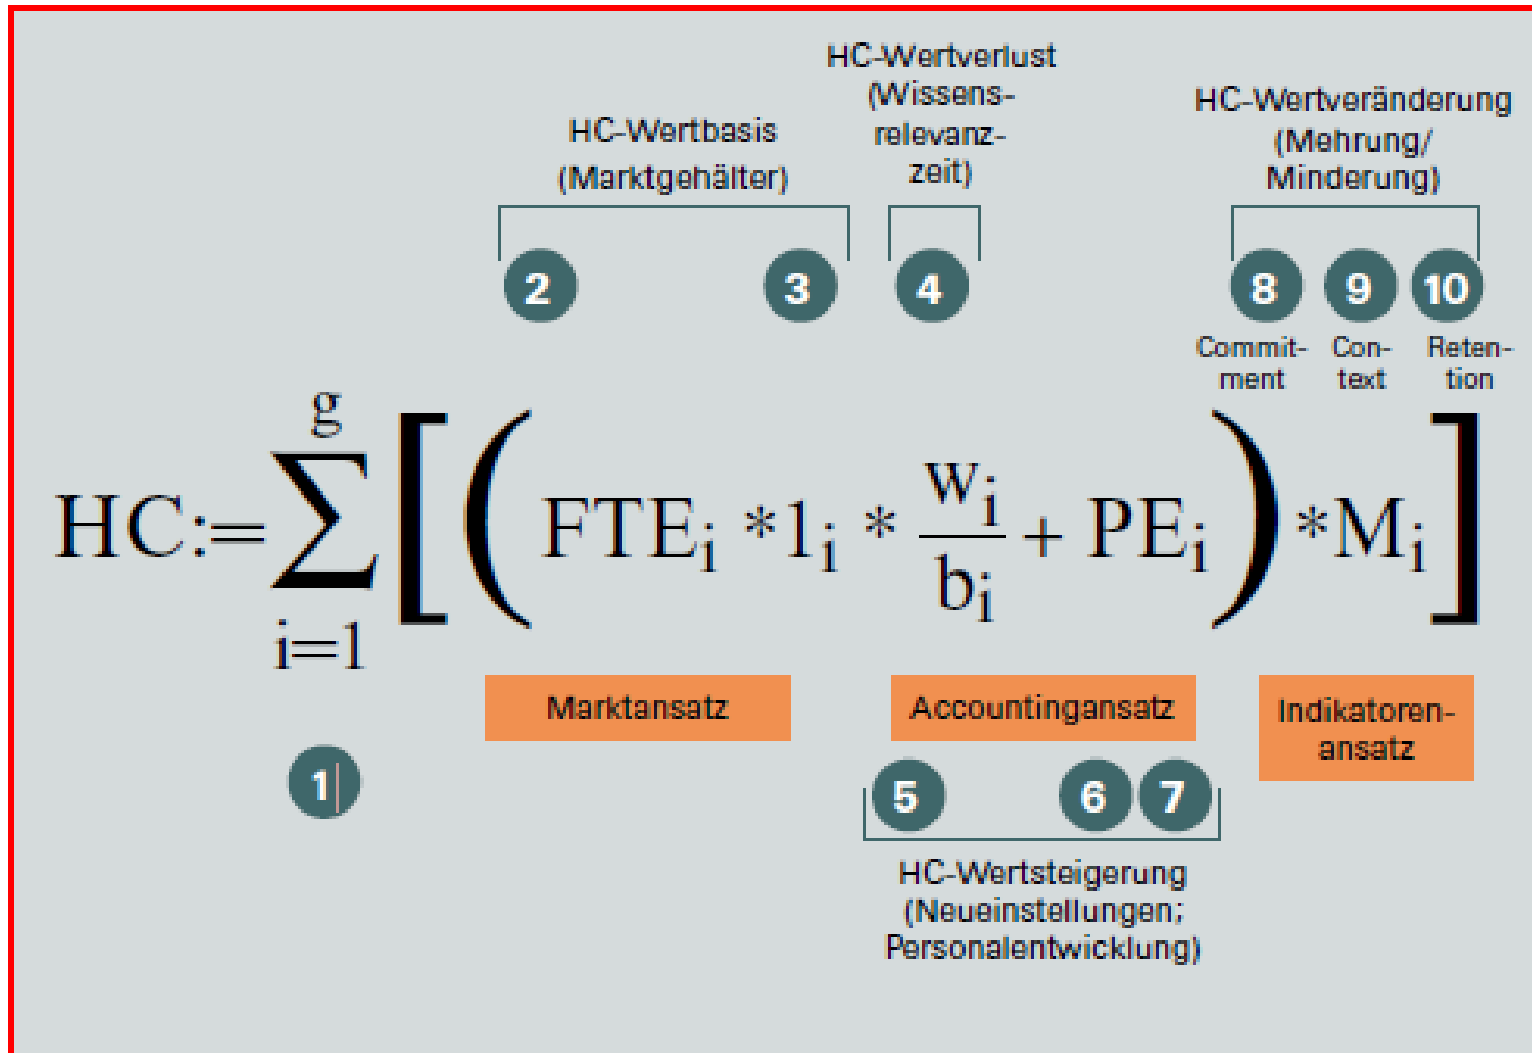 HC-Wertverlust
(Wissens-
relevanz-
zeit)
HC-Wertbasis
(Marktgehälter)
HC-Wertveränderung
(Mehrung/
Minderung)
2 3 4 8 9 10
Commit-
ment
Con-
text
Reten-
tion
g
HC:= ∑ [ ( FTEi *1i * wi/bi + PEi ) *Mi ]
i=1
Marktansatz
Accountingansatz
Indikatoren-
ansatz
1 5 6 7
HC-Wertsteigerung
(Neueinstellungen;
Personalentwicklung)